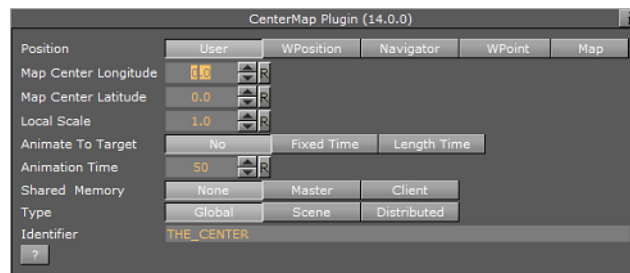 CenterMap Plugin (14.0.0)
Position User WPosition Navigator WPoint Map
Map Center Longitude 0.0 R
Map Center Latitude 0.0 R
Local Scale 1.0 R
Animate To Target No Fixed Time Length Time
Animation Time 50 R
Shared Memory None Master Client
Type Global Scene Distributed
Identifier THE_CENTER
?